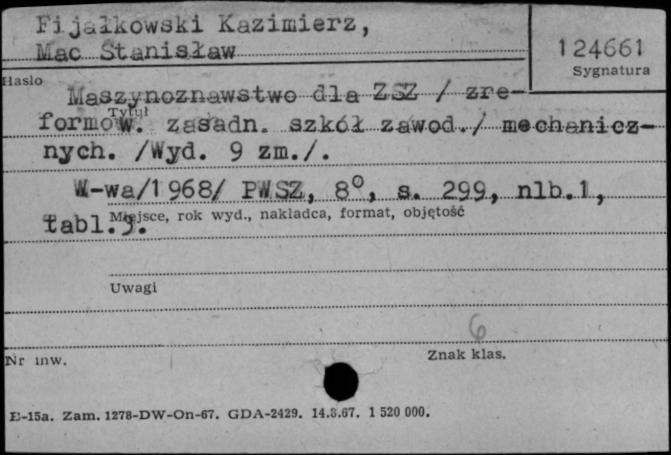 Fijałkowski Kazimierz,
Mac Stanisław
124661
Sygnatura
Hasło
Maszynoznawstwo dla ZSZ / zre-
Tytuł
formow. zasadn. szkół zawod./ mechanicz-
nych. /Wyd. 9 zm./.
W-wa/1968/ PWSZ, 8°, s. 299, nlb.1,
tabl.3.
Miejsce, rok wyd., nakładca, format, objętość
Uwagi
6
Nr inw.
Znak klas.
E-15a. Zam. 1278-DW-On-67. GDA-2429. 14.8.67. 1 520 000.